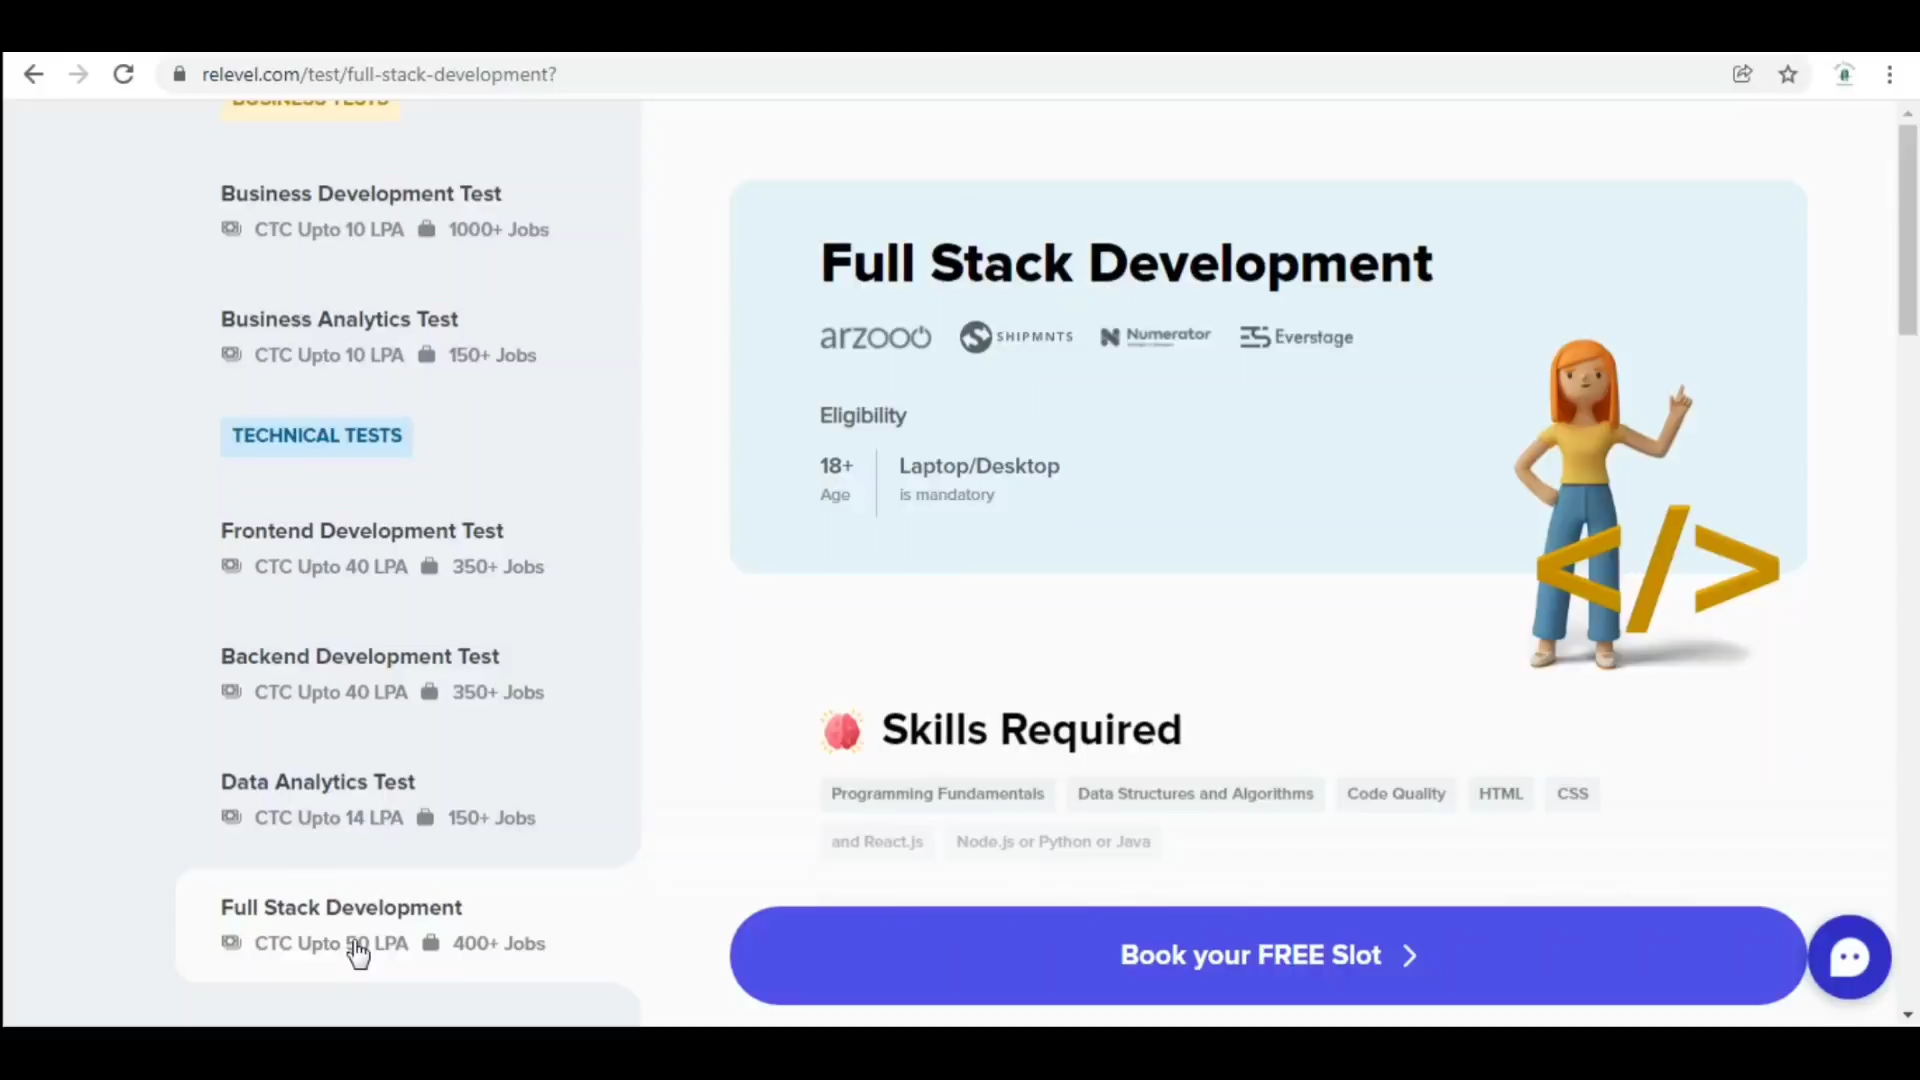 relevel.com/test/full-stack-development?
BUSINESS TESTS
Business Development Test
CTC Upto 10 LPA 1000+ Jobs
Business Analytics Test
CTC Upto 10 LPA 150+ Jobs
TECHNICAL TESTS
Frontend Development Test
CTC Upto 40 LPA 350+ Jobs
Backend Development Test
CTC Upto 40 LPA 350+ Jobs
Data Analytics Test
CTC Upto 14 LPA 150+ Jobs
Full Stack Development
CTC Upto 50 LPA 400+ Jobs
Full Stack Development
arzooo SHIPMNTS Numerator Everstage
Eligibility
18+ Laptop/Desktop
Age is mandatory
</>
Skills Required
Programming Fundamentals Data Structures and Algorithms Code Quality HTML CSS
and React.js Node.js or Python or Java
Book your FREE Slot